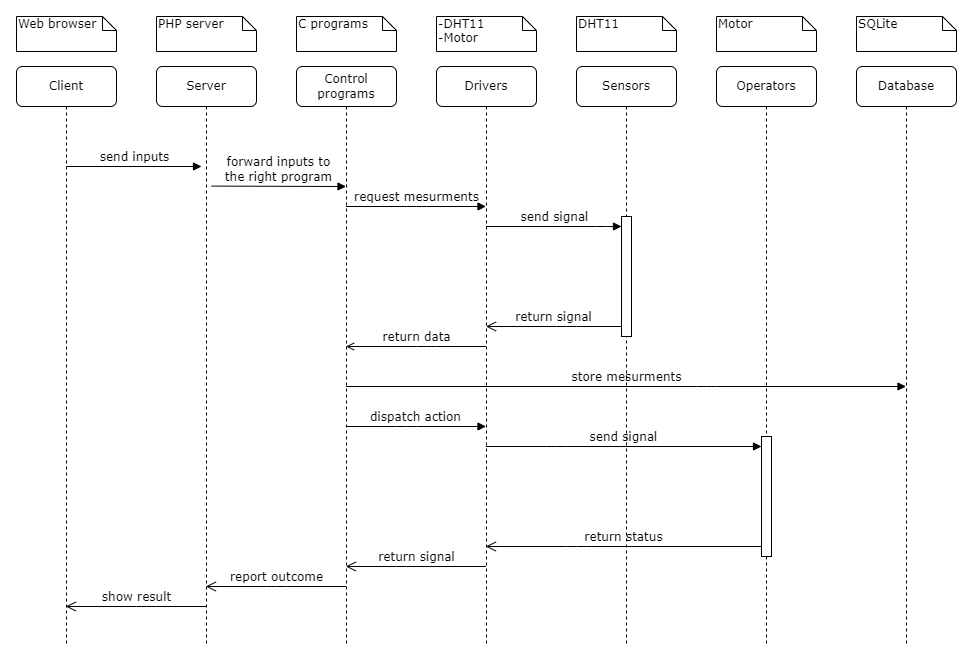 Web browser
PHP server
C programs
-DHT11
-Motor
DHT11
Motor
SQLite
Client
Server
Control
programs
Drivers
Sensors
Operators
Database
send inputs
forward inputs to
the right program
request mesurments
send signal
return signal
return data
store mesurments
dispatch action
send signal
return status
return signal
report outcome
show result